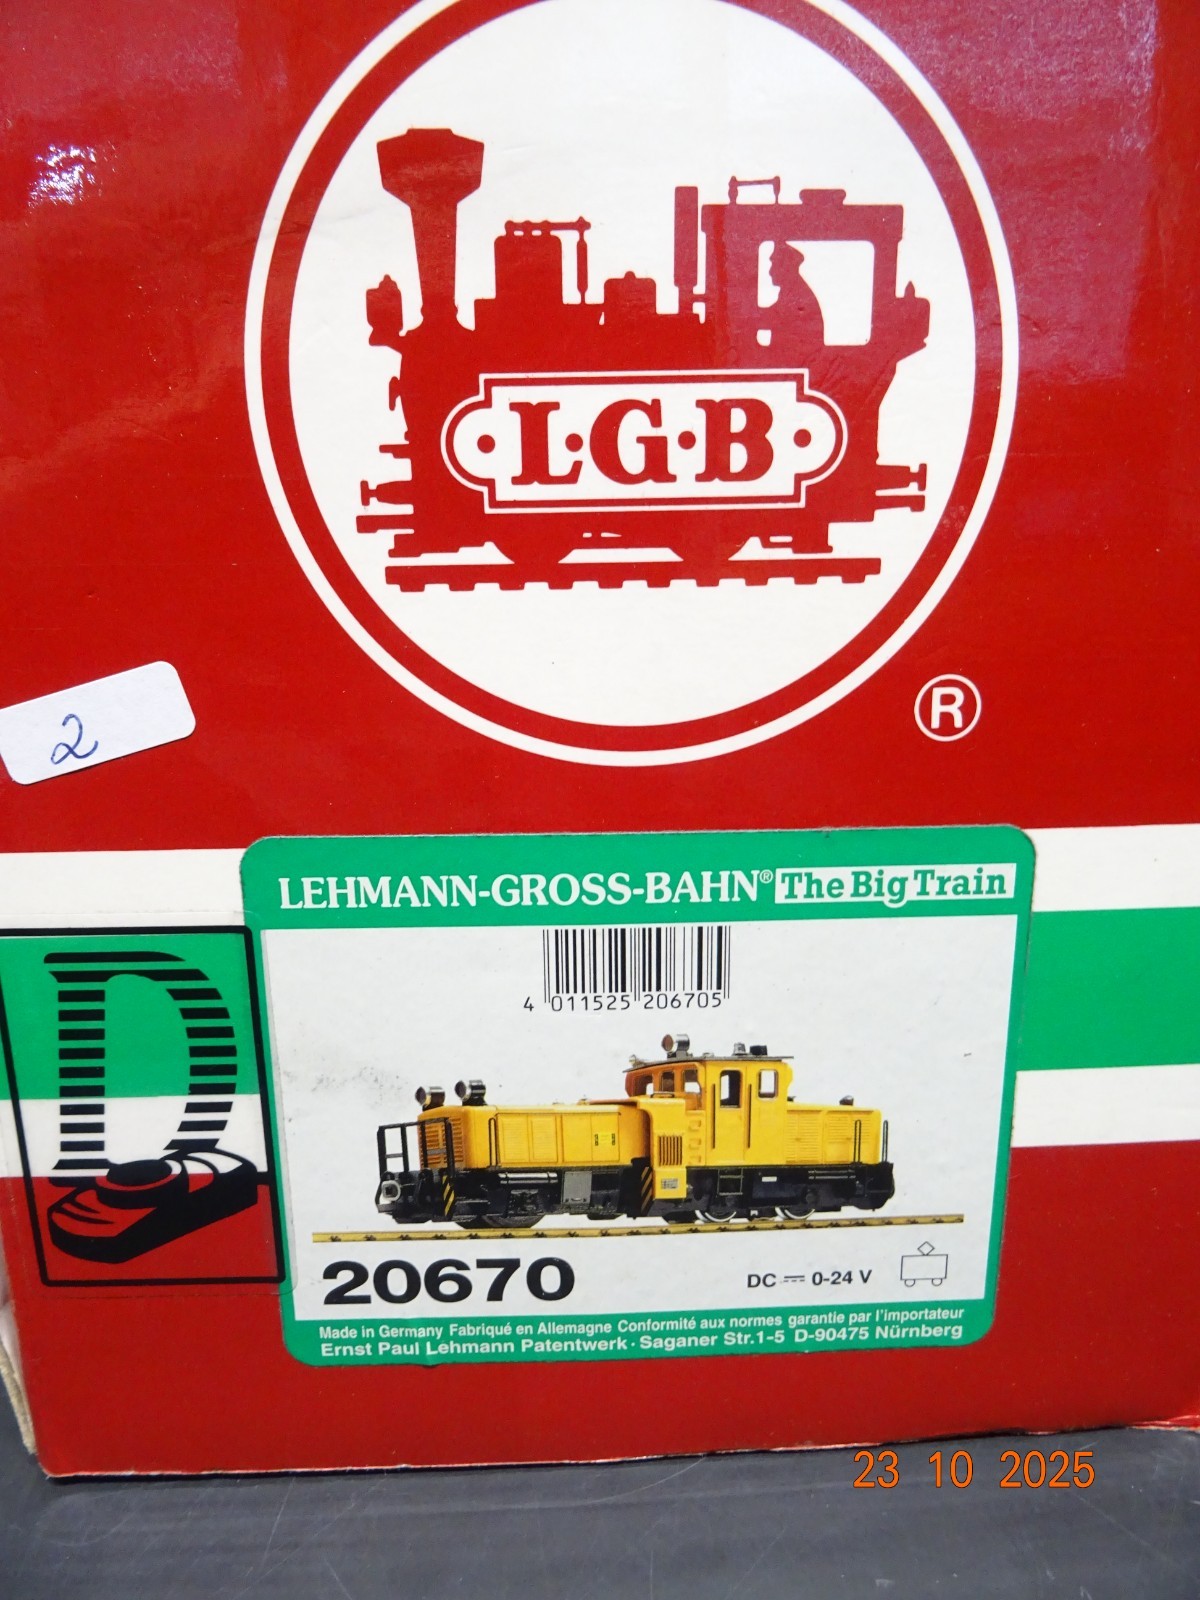 L·G·B
®
2
LEHMANN-GROSS-BAHN® The Big Train
4 011525 206705
D
20670
DC 0-24 V
Made in Germany Fabriqué en Allemagne Conformité aux normes garantie par l'importateur
Ernst Paul Lehmann Patentwerk · Saganer Str.1-5 D-90475 Nürnberg
23 10 2025